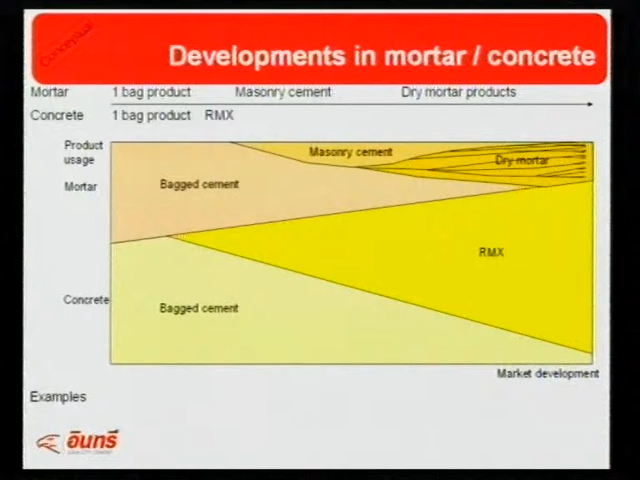 Conceptual
Developments in mortar / concrete
Mortar 1 bag product Masonry cement Dry mortar products
Concrete 1 bag product RMX
Product
usage
Masonry cement
Dry mortar
Mortar
Bagged cement
RMX
Concrete
Bagged cement
Market development
Examples
อินทรี